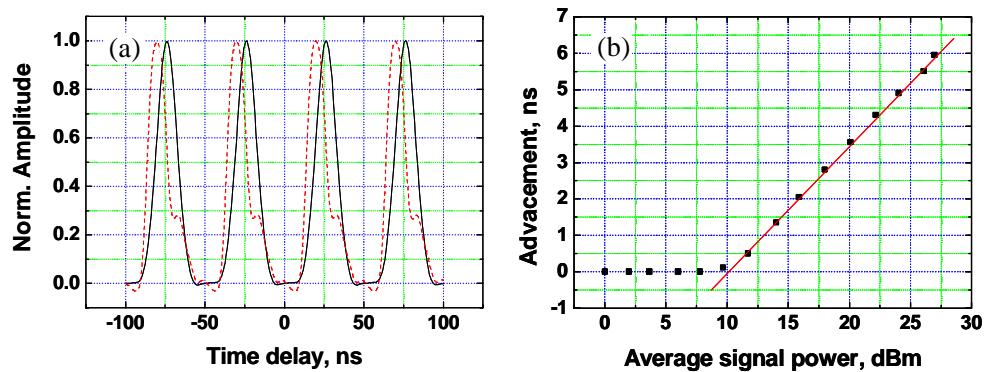 (a)
Norm. Amplitude
1.0
0.8
0.6
0.4
0.2
0.0
-100 -50 0 50 100
Time delay, ns
(b)
Advacement, ns
7
6
5
4
3
2
1
0
-1
0 5 10 15 20 25 30
Average signal power, dBm